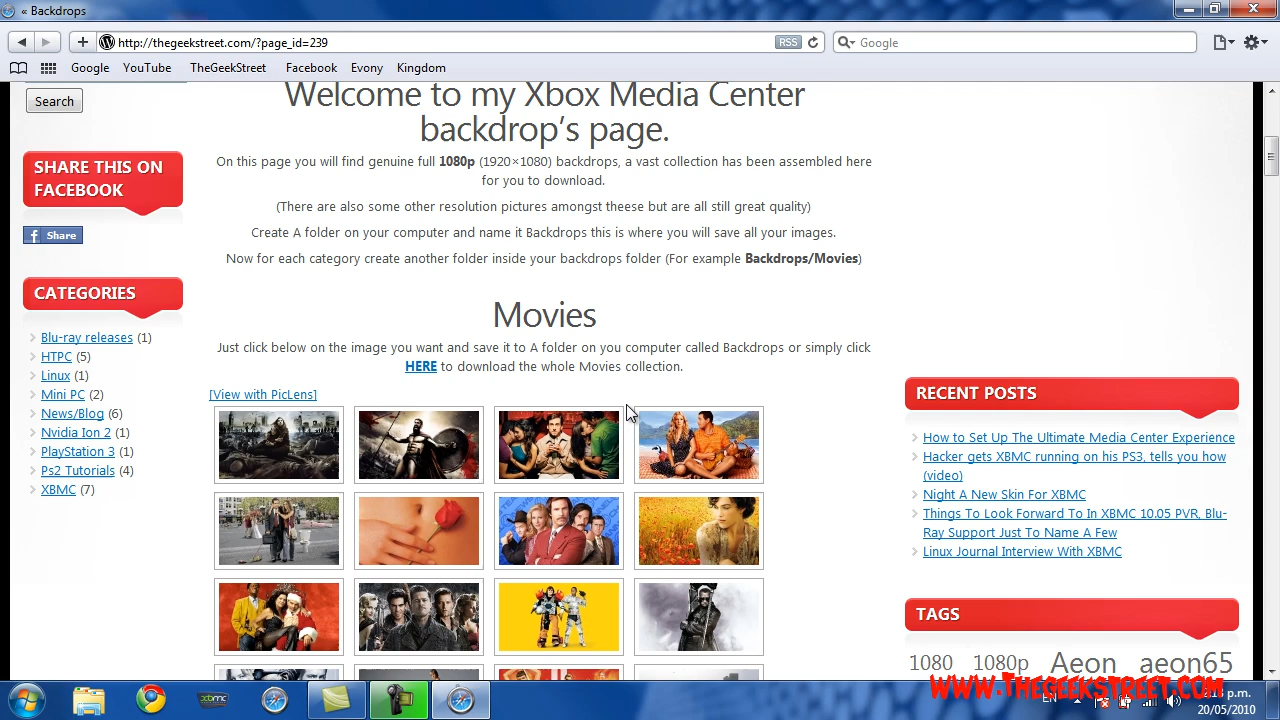 « Backdrops
http://thegeekstreet.com/?page_id=239
RSS
Google
Google YouTube TheGeekStreet Facebook Evony Kingdom
Search
SHARE THIS ON
FACEBOOK
Share
CATEGORIES
Blu-ray releases (1)
HTPC (5)
Linux (1)
Mini PC (2)
News/Blog (6)
Nvidia Ion 2 (1)
PlayStation 3 (1)
Ps2 Tutorials (4)
XBMC (7)
Welcome to my Xbox Media Center
backdrop's page.
On this page you will find genuine full 1080p (1920×1080) backdrops, a vast collection has been assembled here
for you to download.
(There are also some other resolution pictures amongst theese but are all still great quality)
Create A folder on your computer and name it Backdrops this is where you will save all your images.
Now for each category create another folder inside your backdrops folder (For example Backdrops/Movies)
Movies
Just click below on the image you want and save it to A folder on you computer called Backdrops or simply click
HERE to download the whole Movies collection.
[View with PicLens]
RECENT POSTS
How to Set Up The Ultimate Media Center Experience
Hacker gets XBMC running on his PS3, tells you how
(video)
Night A New Skin For XBMC
Things To Look Forward To In XBMC 10.05 PVR, Blu-
Ray Support Just To Name A Few
Linux Journal Interview With XBMC
TAGS
1080 1080p Aeon aeon65
www.Thegeekstreet.com
xbmc
EN
p.m.
20/05/2010